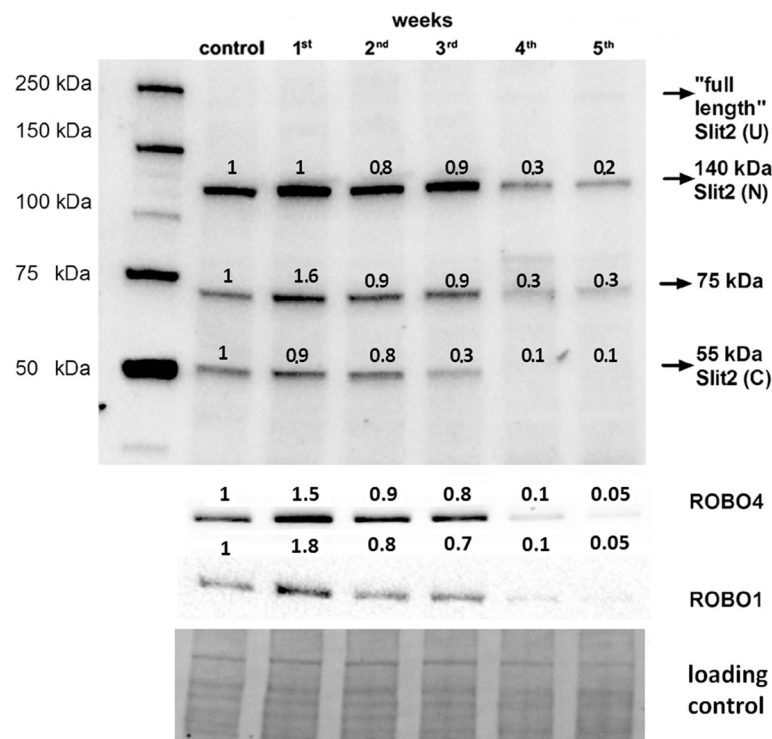 weeks
control 1st 2nd 3rd 4th 5th
250 kDa
"full
length"
Slit2 (U)
150 kDa
1 1 0.8 0.9 0.3 0.2
140 kDa
Slit2 (N)
100 kDa
75 kDa
1 1.6 0.9 0.9 0.3 0.3
75 kDa
50 kDa
1 0.9 0.8 0.3 0.1 0.1
55 kDa
Slit2 (C)
1 1.5 0.9 0.8 0.1 0.05
ROBO4
1 1.8 0.8 0.7 0.1 0.05
ROBO1
loading
control